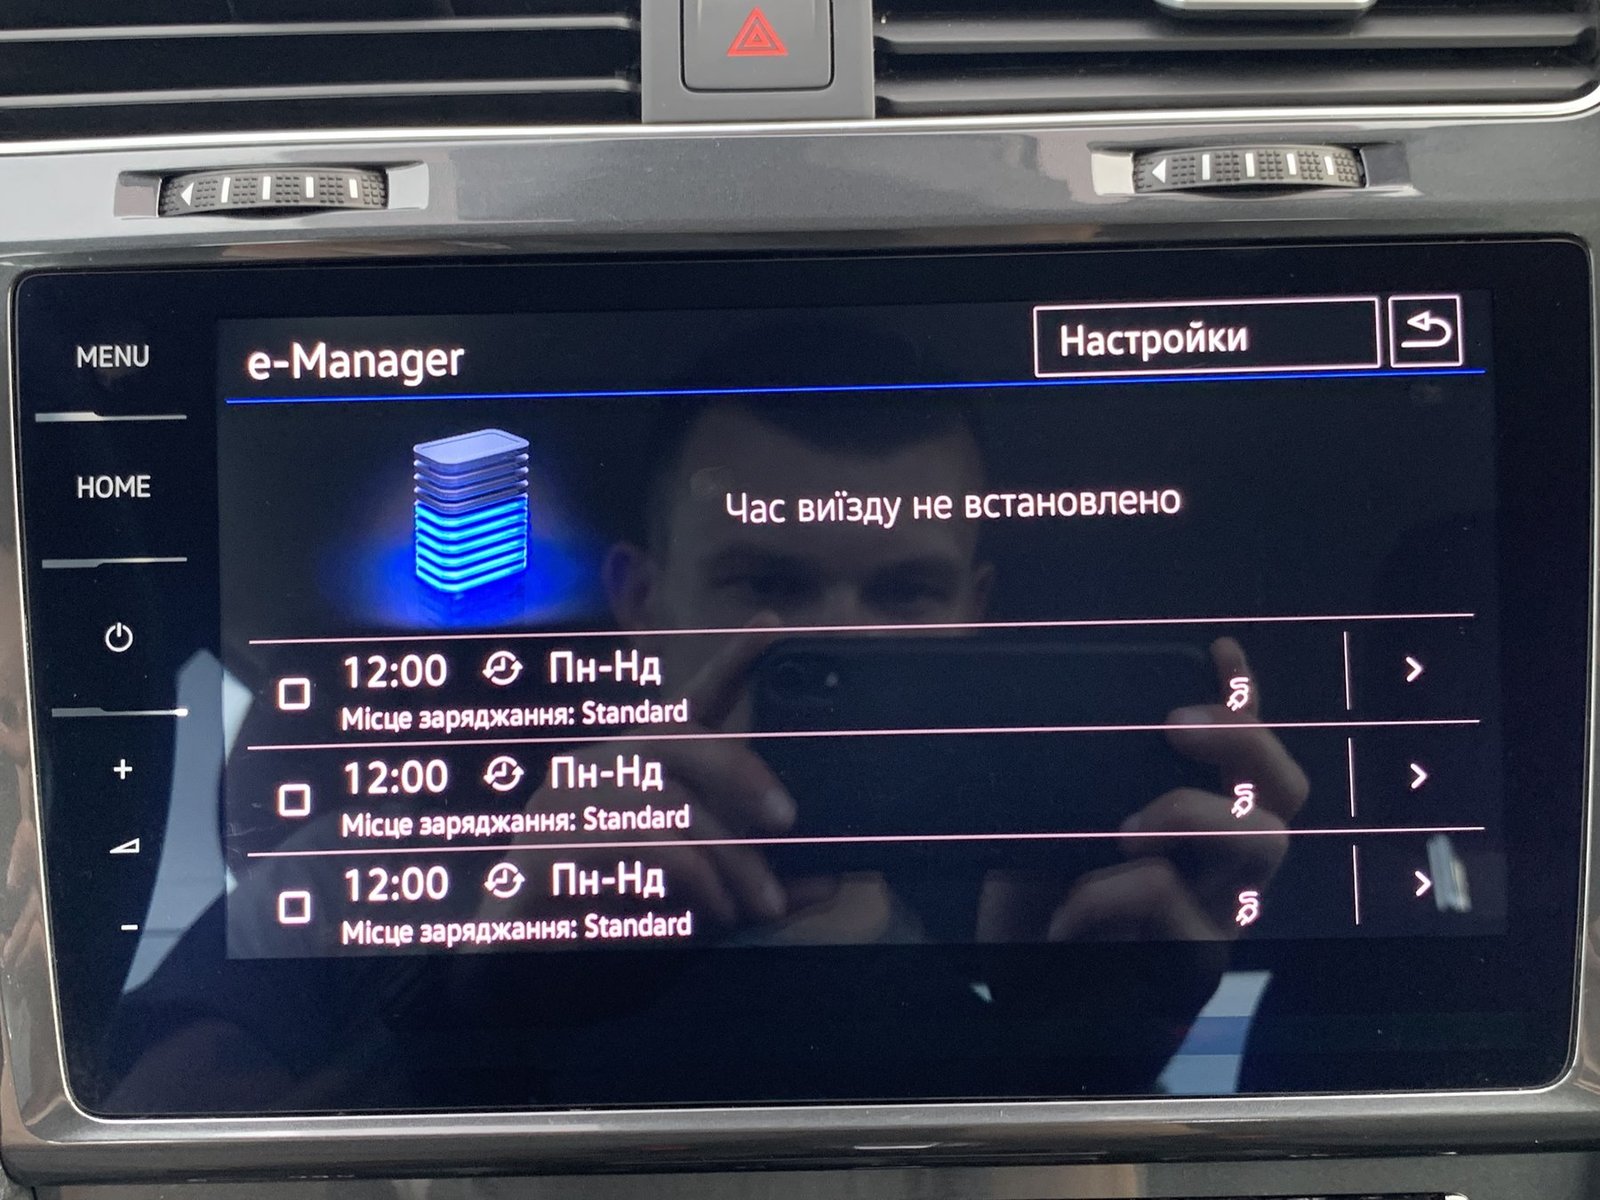 MENU
HOME
e-Manager
Настройки
Час виїзду не встановлено
12:00 Пн-Нд
Місце заряджання: Standard
12:00 Пн-Нд
Місце заряджання: Standard
12:00 Пн-Нд
Місце заряджання: Standard
+
−